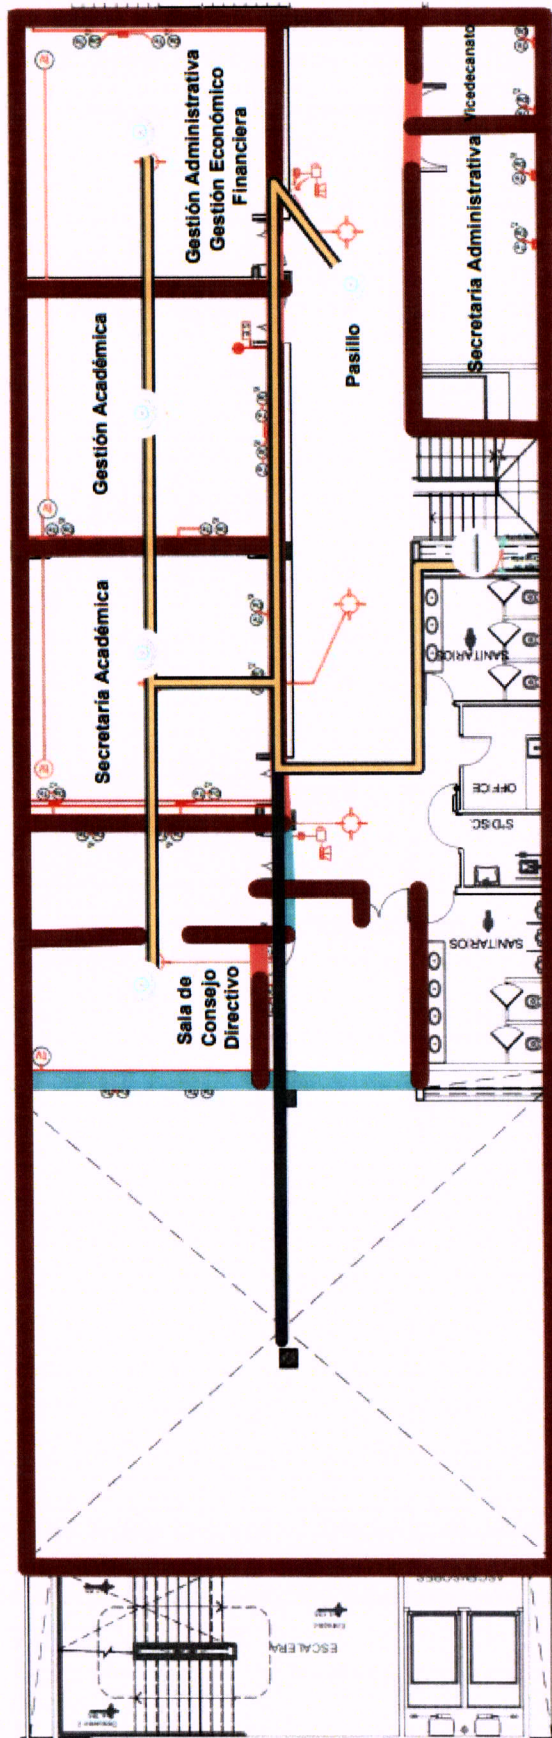 Gestión Administrativa
Gestión Económico
Financiera
Vicedecanato
Secretaria Administrativa
Gestión Académica
Pasillo
Secretaria Académica
SANITARIOS
OFFICE
S°DISC.
SANITARIOS
Sala de
Consejo
Directivo
ASCENSORES
ESCALERA